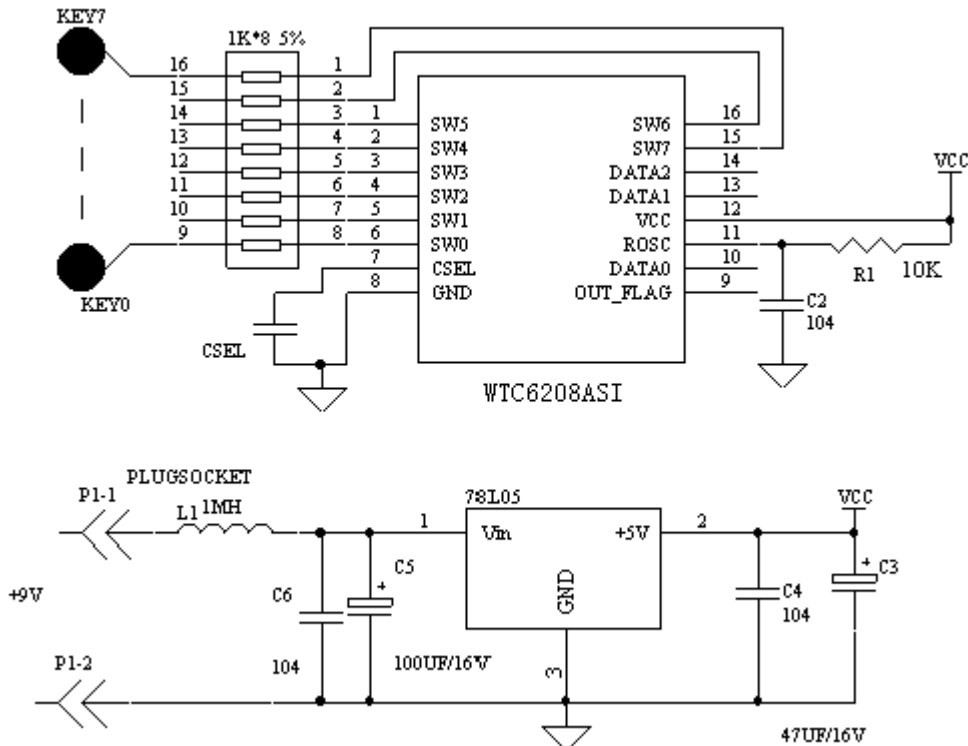 KEY7
1K*8 5%
16 1
15 2
14 3 1 SW5 SW6 16
13 4 2 SW4 SW7 15
12 5 3 SW3 DATA2 14
11 6 4 SW2 DATA1 13
10 7 5 SW1 VCC 12
9 8 6 SW0 ROSC 11
7 CSEL DATA0 10
8 GND OUT_FLAG 9
VCC
R1 10K
KEY0
C2
104
CSEL
WTC6208ASI
PLUGSOCKET
P1-1
L1 1MH
78L05
VCC
1 Vin +5V 2
GND
3
C5
+
C3
+
+9V
C6
104
C4
104
P1-2
100UF/16V
47UF/16V